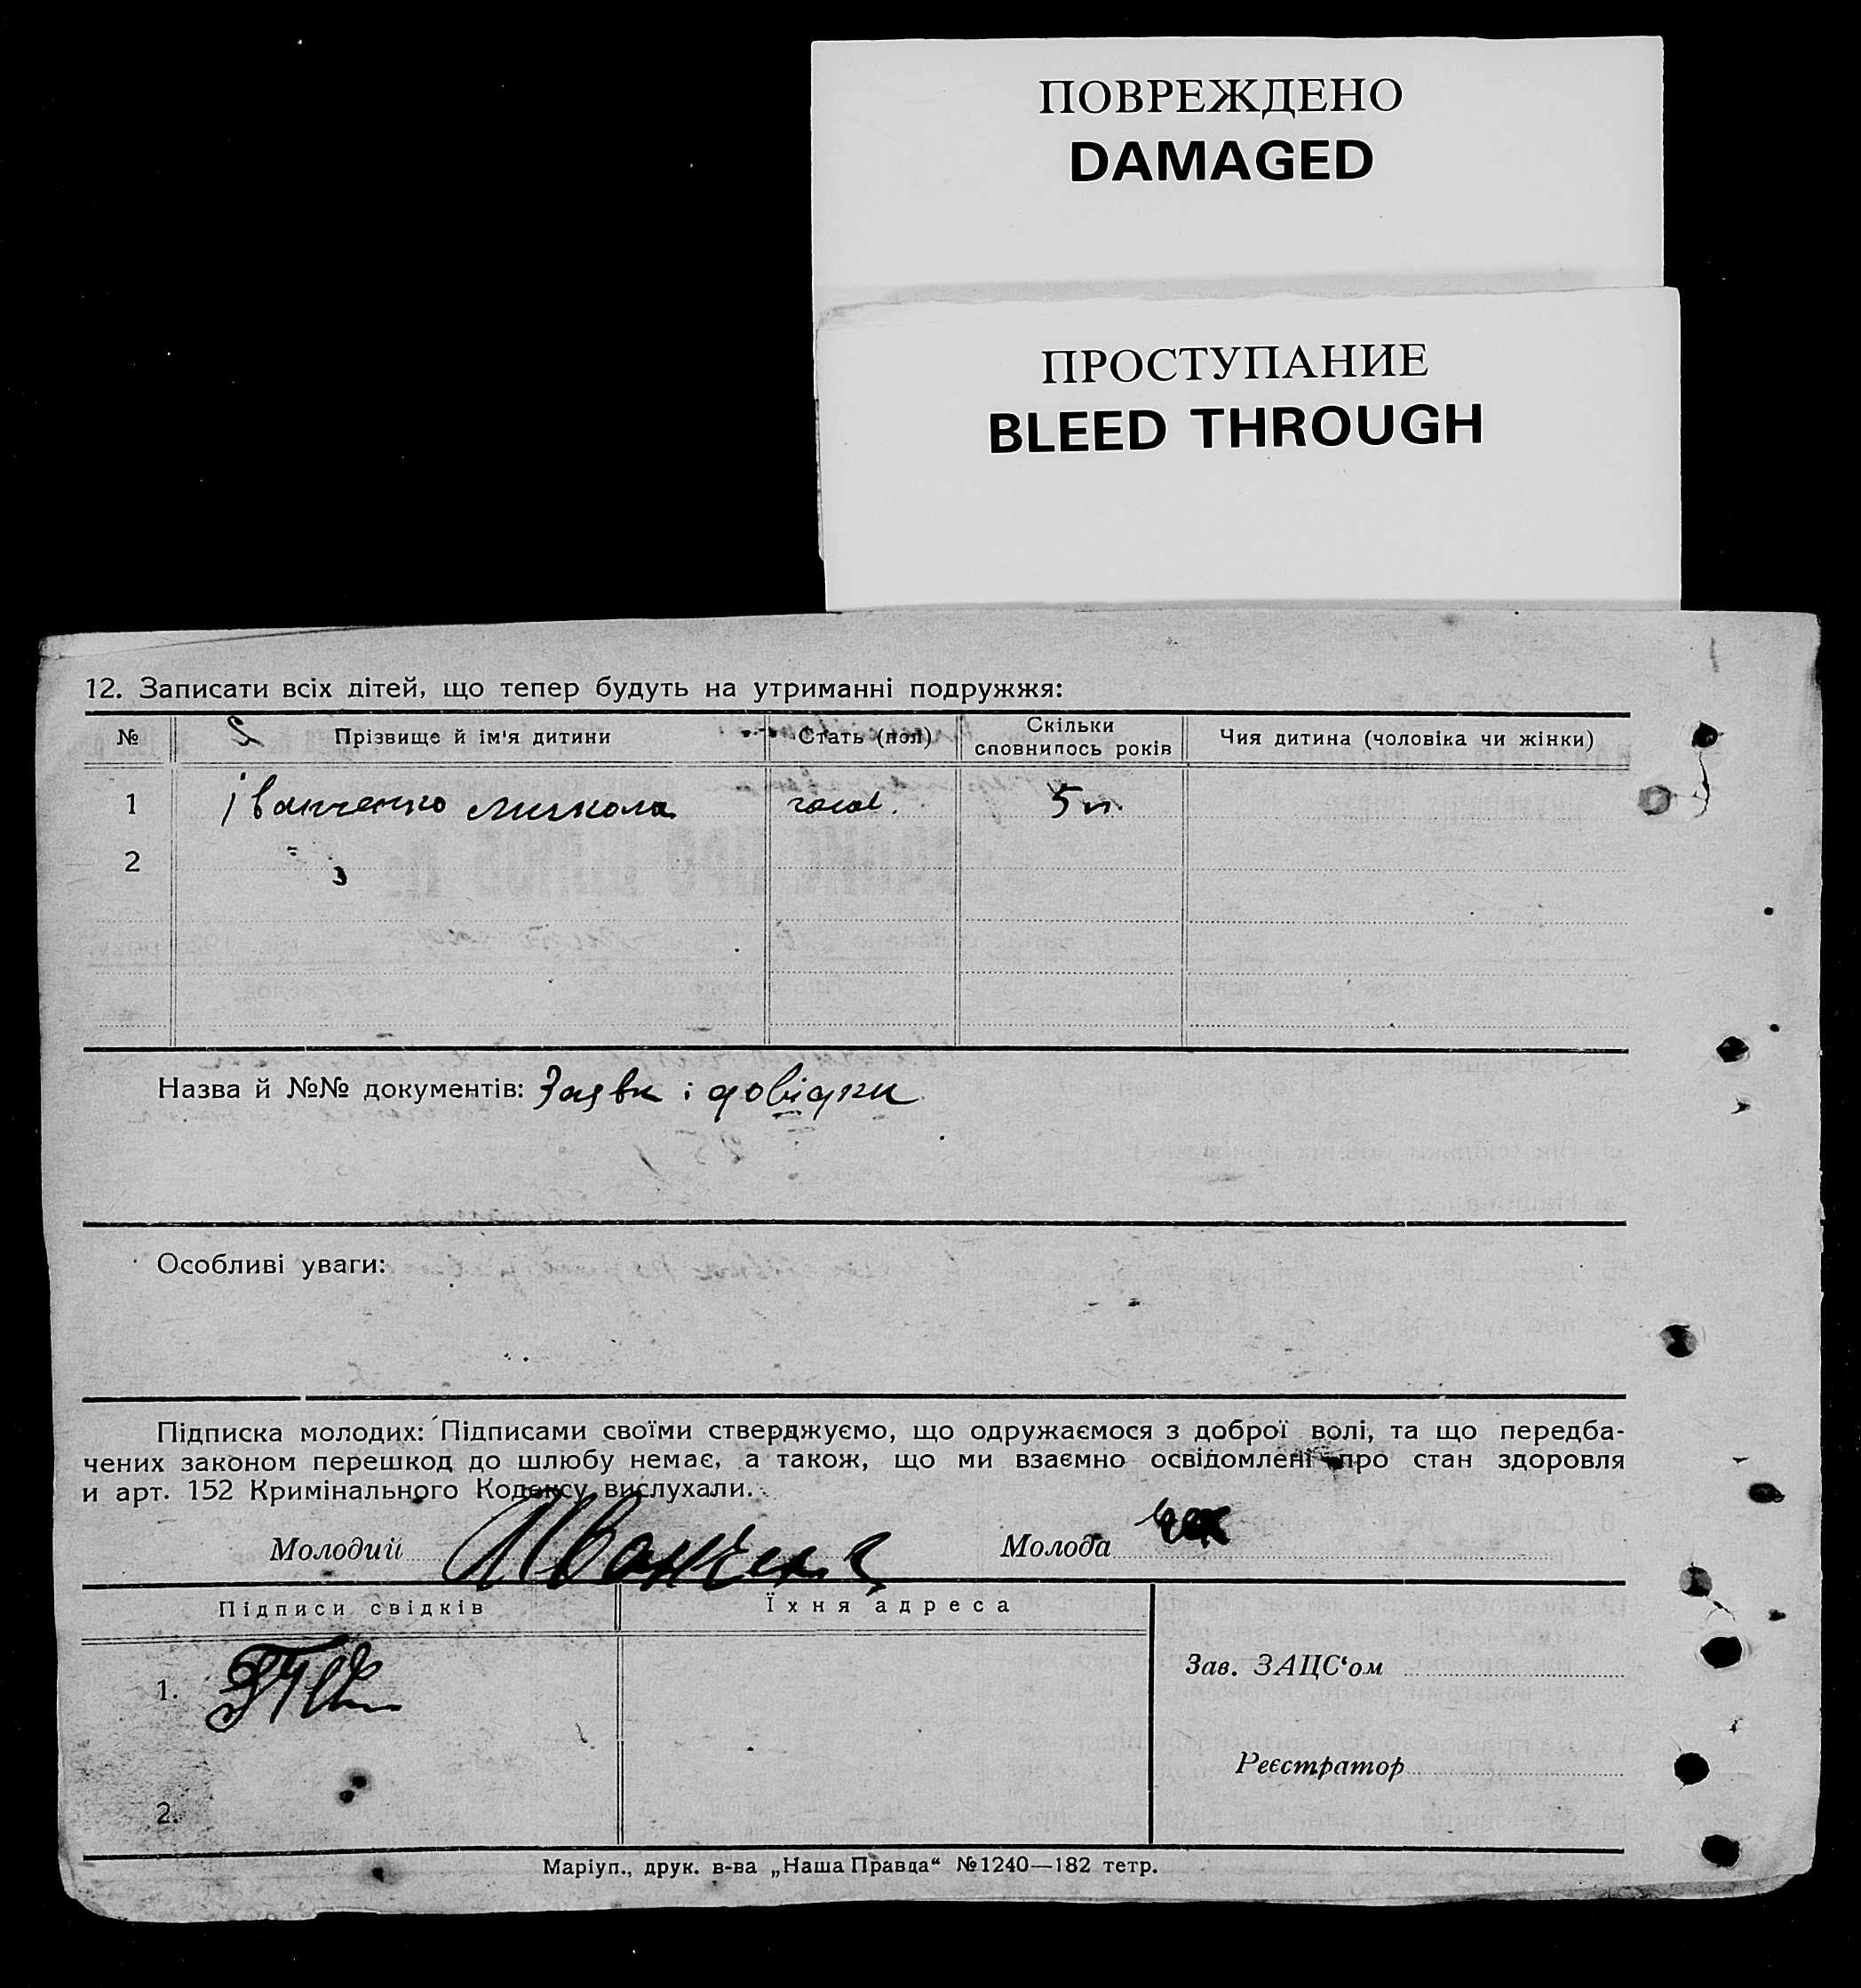 ПОВРЕЖДЕНО
DAMAGED
ПРОСТУПАНИЕ
BLEED THROUGH
12. Записати всіх дітей, що тепер будуть на утриманні подружжя:
№ Прізвище й ім'я дитини Стать (пол) Скільки сповнилось років Чия дитина (чоловіка чи жінки)
1 Іванченко Микола чол. 5
2
Назва й №№ документів: Заяви і довідки
Особливі уваги:
Підписка молодих: Підписами своїми стверджуємо, що одружаємося з доброї волі, та що передба-
чених законом перешкод до шлюбу немає, а також, що ми взаємно освідомлені про стан здоровля
и арт. 152 Кримінального Кодексу вислухали.
Молодий Молода
Підписи свідків Їхня адреса
Зав. ЗАЦС'ом
1.
Реєстратор
2.
Маріуп., друк. в-ва „Наша Правда“ №1240—182 тетр.